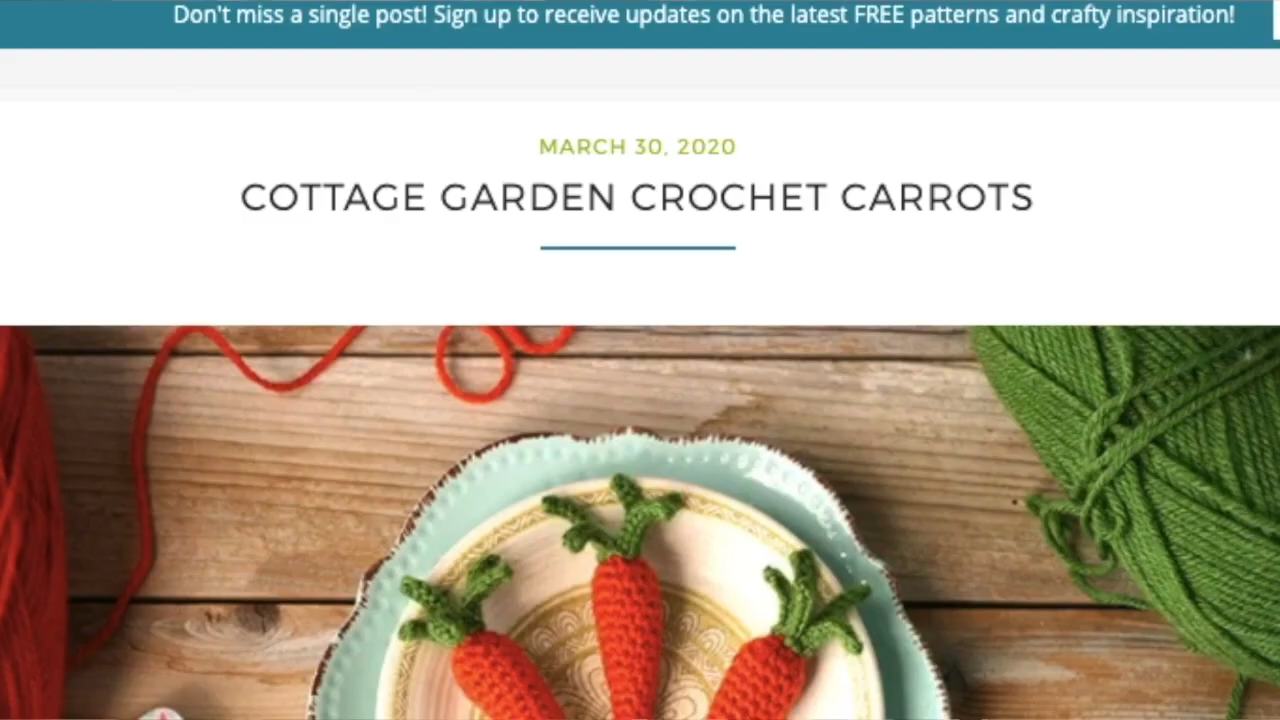 Don't miss a single post! Sign up to receive updates on the latest FREE patterns and crafty inspiration!
MARCH 30, 2020
COTTAGE GARDEN CROCHET CARROTS